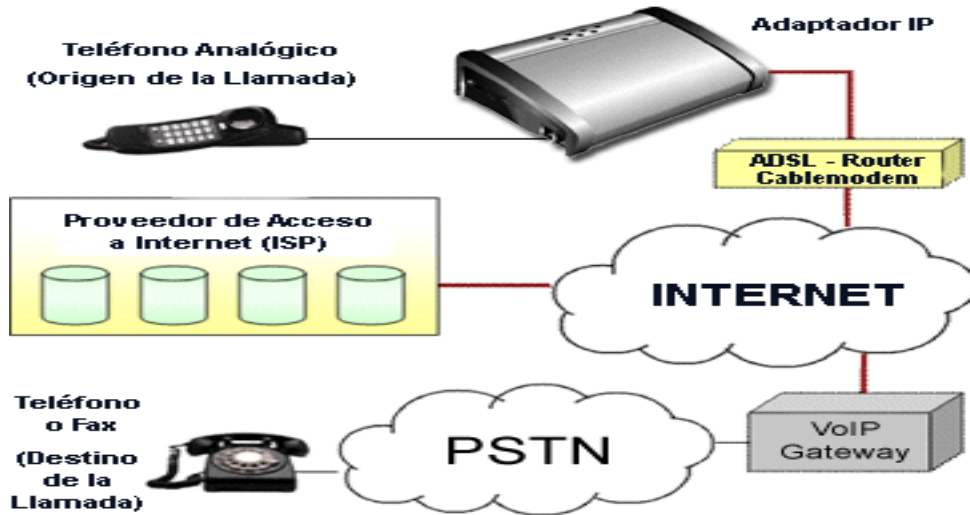 Teléfono Analógico
(Origen de la Llamada)
Adaptador IP
ADSL - Router
Cablemodem
Proveedor de Acceso
a Internet (ISP)
INTERNET
Teléfono
o Fax
(Destino
de la
Llamada)
PSTN
VoIP
Gateway